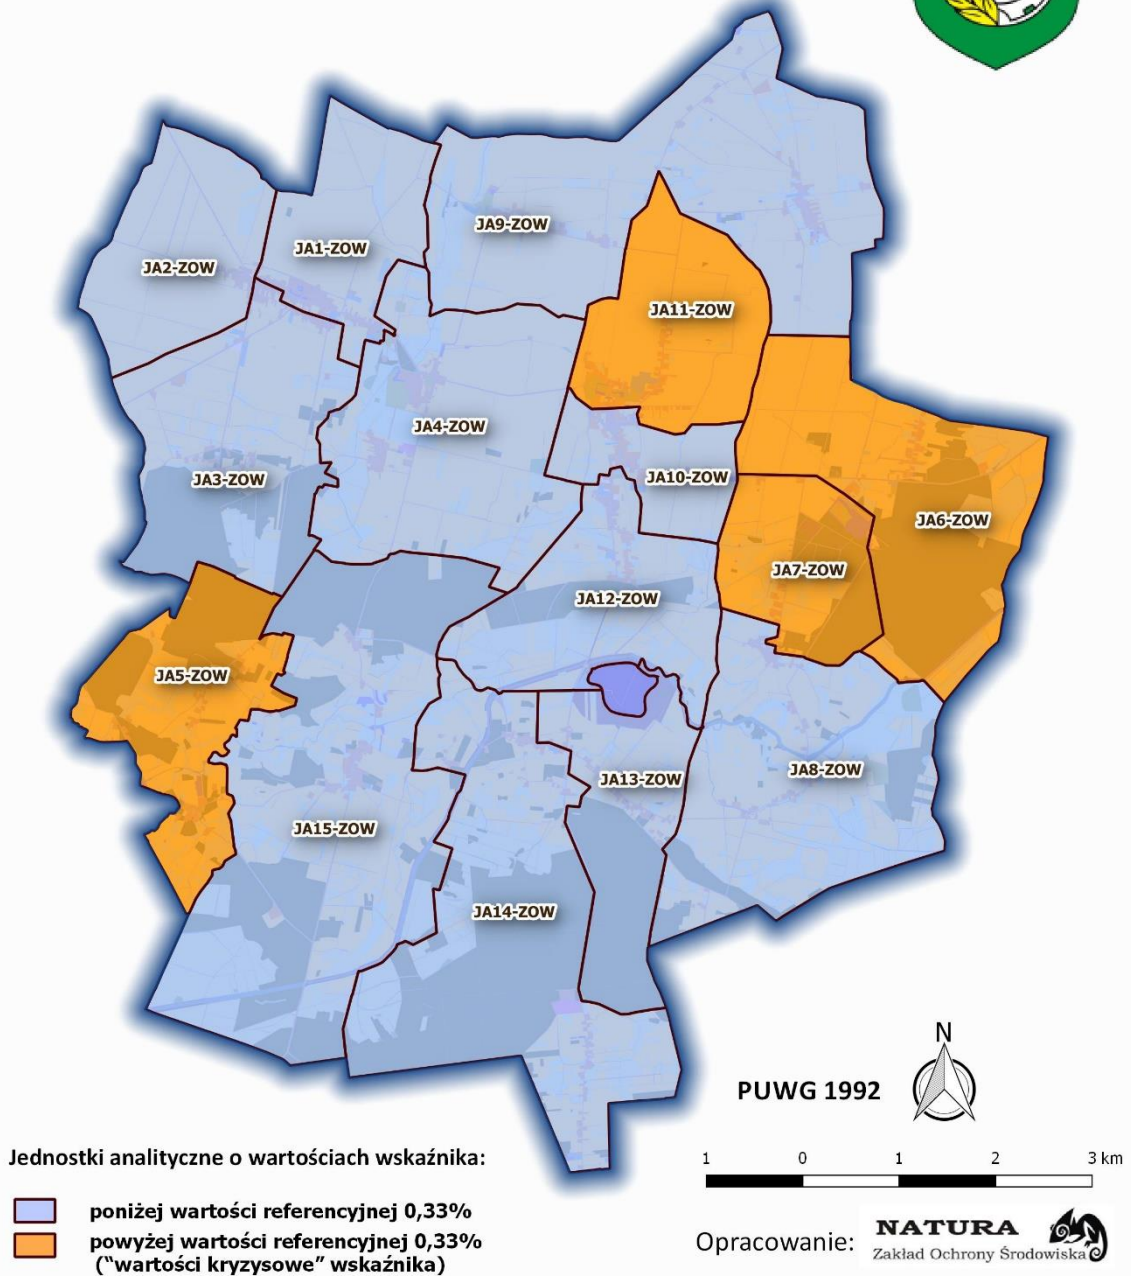 JA9-ZOW
JA1-ZOW
JA2-ZOW
JA11-ZOW
JA4-ZOW
JA10-ZOW
JA3-ZOW
JA6-ZOW
JA7-ZOW
JA12-ZOW
JA5-ZOW
JA8-ZOW
JA13-ZOW
JA15-ZOW
JA14-ZOW
N
PUWG 1992
Jednostki analityczne o wartościach wskaźnika:
1 0 1 2 3 km
poniżej wartości referencyjnej 0,33%
powyżej wartości referencyjnej 0,33%
("wartości kryzysowe" wskaźnika)
Opracowanie:
NATURA
Zakład Ochrony Środowiska